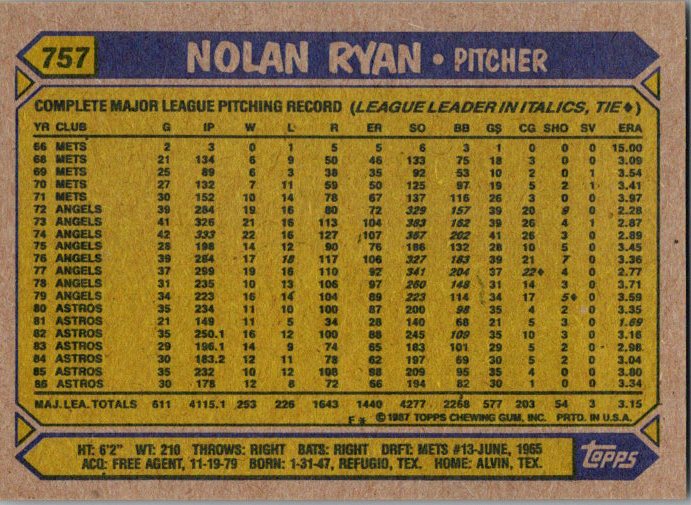 757 NOLAN RYAN • PITCHER
COMPLETE MAJOR LEAGUE PITCHING RECORD (LEAGUE LEADER IN ITALICS, TIE♦)
YR CLUB G IP W L R ER SO BB GS CG SHO SV ERA
66 METS 2 3 0 1 5 5 6 3 1 0 0 0 15.00
68 METS 21 134 6 9 50 46 133 75 18 3 0 0 3.09
69 METS 25 89 6 3 38 35 92 53 10 2 0 1 3.54
70 METS 27 132 7 11 59 50 125 97 19 5 2 1 3.41
71 METS 30 152 10 14 78 67 137 116 26 3 0 0 3.97
72 ANGELS 39 284 19 16 80 72 329 157 39 20 9 0 2.28
73 ANGELS 41 326 21 16 113 104 383 162 39 26 4 1 2.87
74 ANGELS 42 333 22 16 127 107 367 202 41 26 3 0 2.89
75 ANGELS 28 198 14 12 90 76 186 132 28 10 5 0 3.45
76 ANGELS 39 284 17 18 117 106 327 183 39 21 7 0 3.36
77 ANGELS 37 299 19 16 110 92 341 204 37 22♦ 4 0 2.77
78 ANGELS 31 235 10 13 106 97 260 148 31 14 3 0 3.71
79 ANGELS 34 223 16 14 104 89 223 114 34 17 5♦ 0 3.59
80 ASTROS 35 234 11 10 100 87 200 98 35 4 2 0 3.35
81 ASTROS 21 149 11 5 34 28 140 68 21 5 3 0 1.69
82 ASTROS 35 250.1 16 12 100 88 245 109 35 10 3 0 3.16
83 ASTROS 29 196.1 14 9 74 65 183 101 29 5 2 0 2.98
84 ASTROS 30 183.2 12 11 78 62 197 69 30 5 2 0 3.04
85 ASTROS 35 232 10 12 108 98 209 95 35 4 0 0 3.80
86 ASTROS 30 178 12 8 72 66 194 82 30 1 0 0 3.34
MAJ. LEA. TOTALS 611 4115.1 253 226 1643 1440 4277 2268 577 203 54 3 3.15
F* ©1987 TOPPS CHEWING GUM, INC. PRTD. IN U.S.A.
HT: 6'2" WT: 210 THROWS: RIGHT BATS: RIGHT DRFT: METS #13-JUNE, 1965
ACQ: FREE AGENT, 11-19-79 BORN: 1-31-47, REFUGIO, TEX. HOME: ALVIN, TEX.
topps